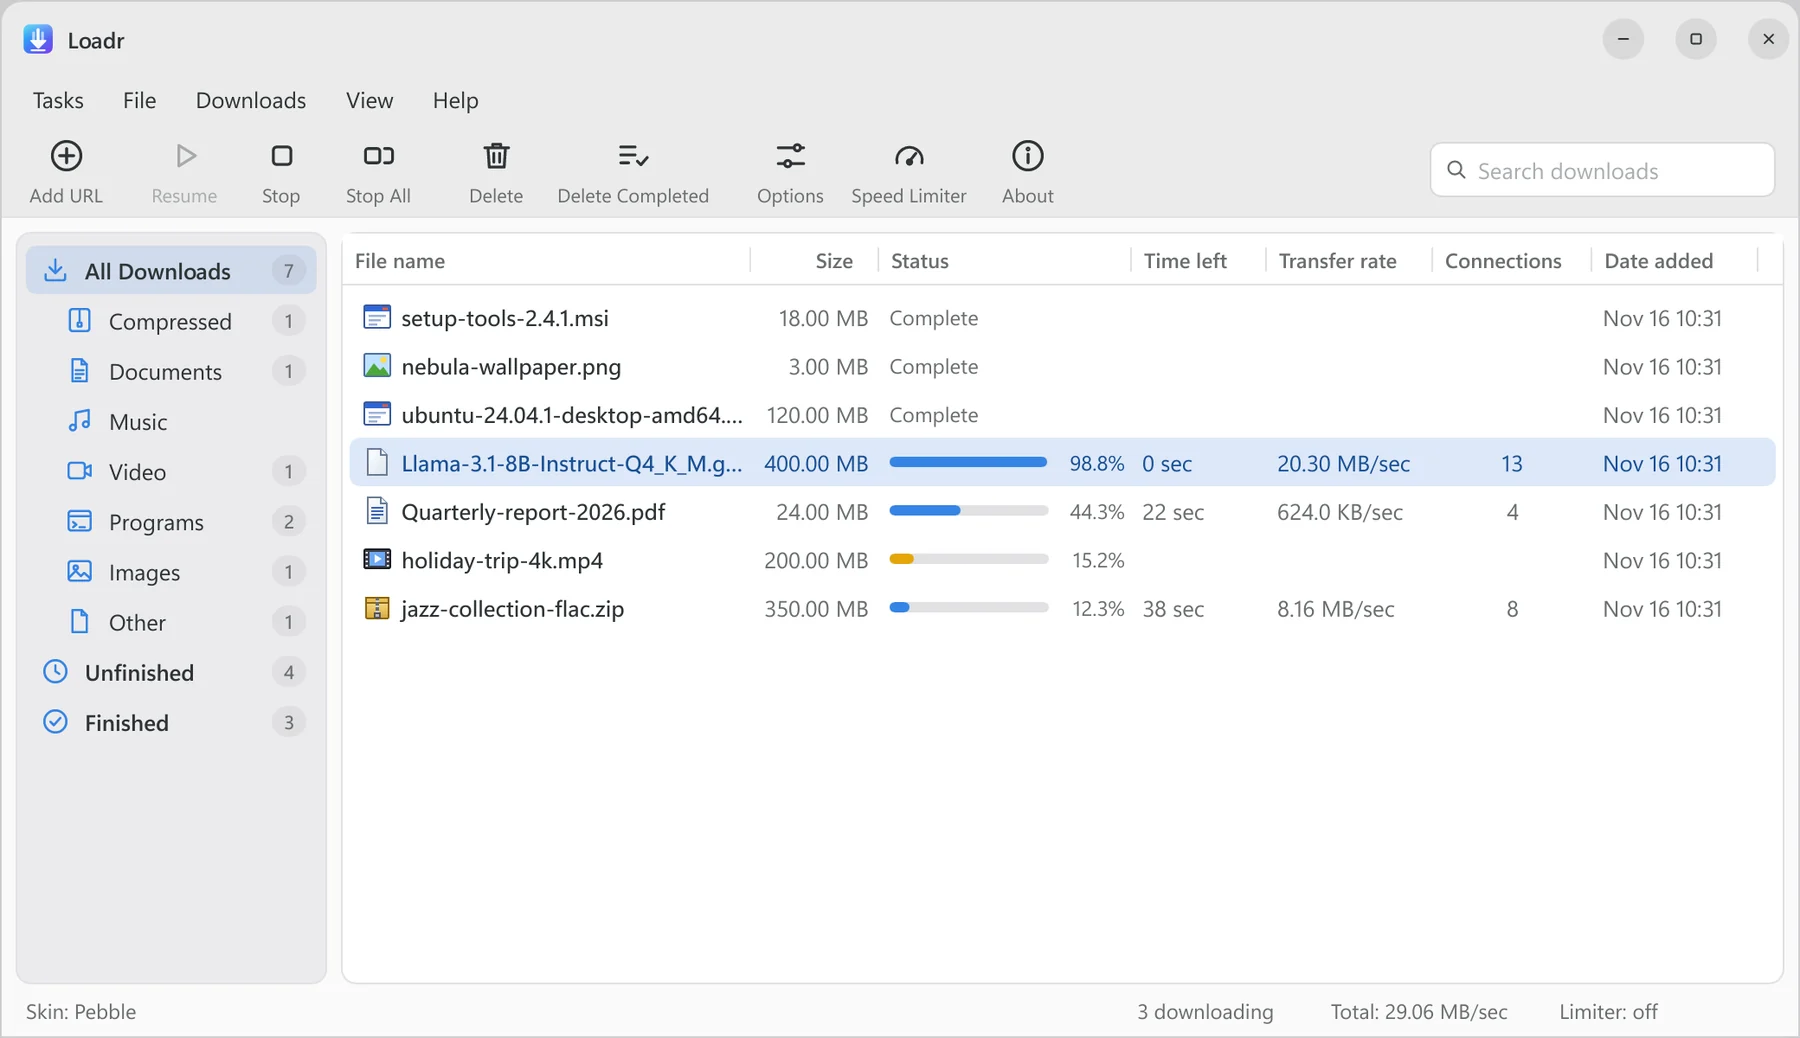 Loadr
Tasks File Downloads View Help
Add URL Resume Stop Stop All Delete Delete Completed Options Speed Limiter About Search downloads
All Downloads 7
Compressed 1
Documents 1
Music
Video 1
Programs 2
Images 1
Other 1
Unfinished 4
Finished 3
File name Size Status Time left Transfer rate Connections Date added
setup-tools-2.4.1.msi 18.00 MB Complete Nov 16 10:31
nebula-wallpaper.png 3.00 MB Complete Nov 16 10:31
ubuntu-24.04.1-desktop-amd64.... 120.00 MB Complete Nov 16 10:31
Llama-3.1-8B-Instruct-Q4_K_M.g... 400.00 MB 98.8% 0 sec 20.30 MB/sec 13 Nov 16 10:31
Quarterly-report-2026.pdf 24.00 MB 44.3% 22 sec 624.0 KB/sec 4 Nov 16 10:31
holiday-trip-4k.mp4 200.00 MB 15.2% Nov 16 10:31
jazz-collection-flac.zip 350.00 MB 12.3% 38 sec 8.16 MB/sec 8 Nov 16 10:31
Skin: Pebble 3 downloading Total: 29.06 MB/sec Limiter: off